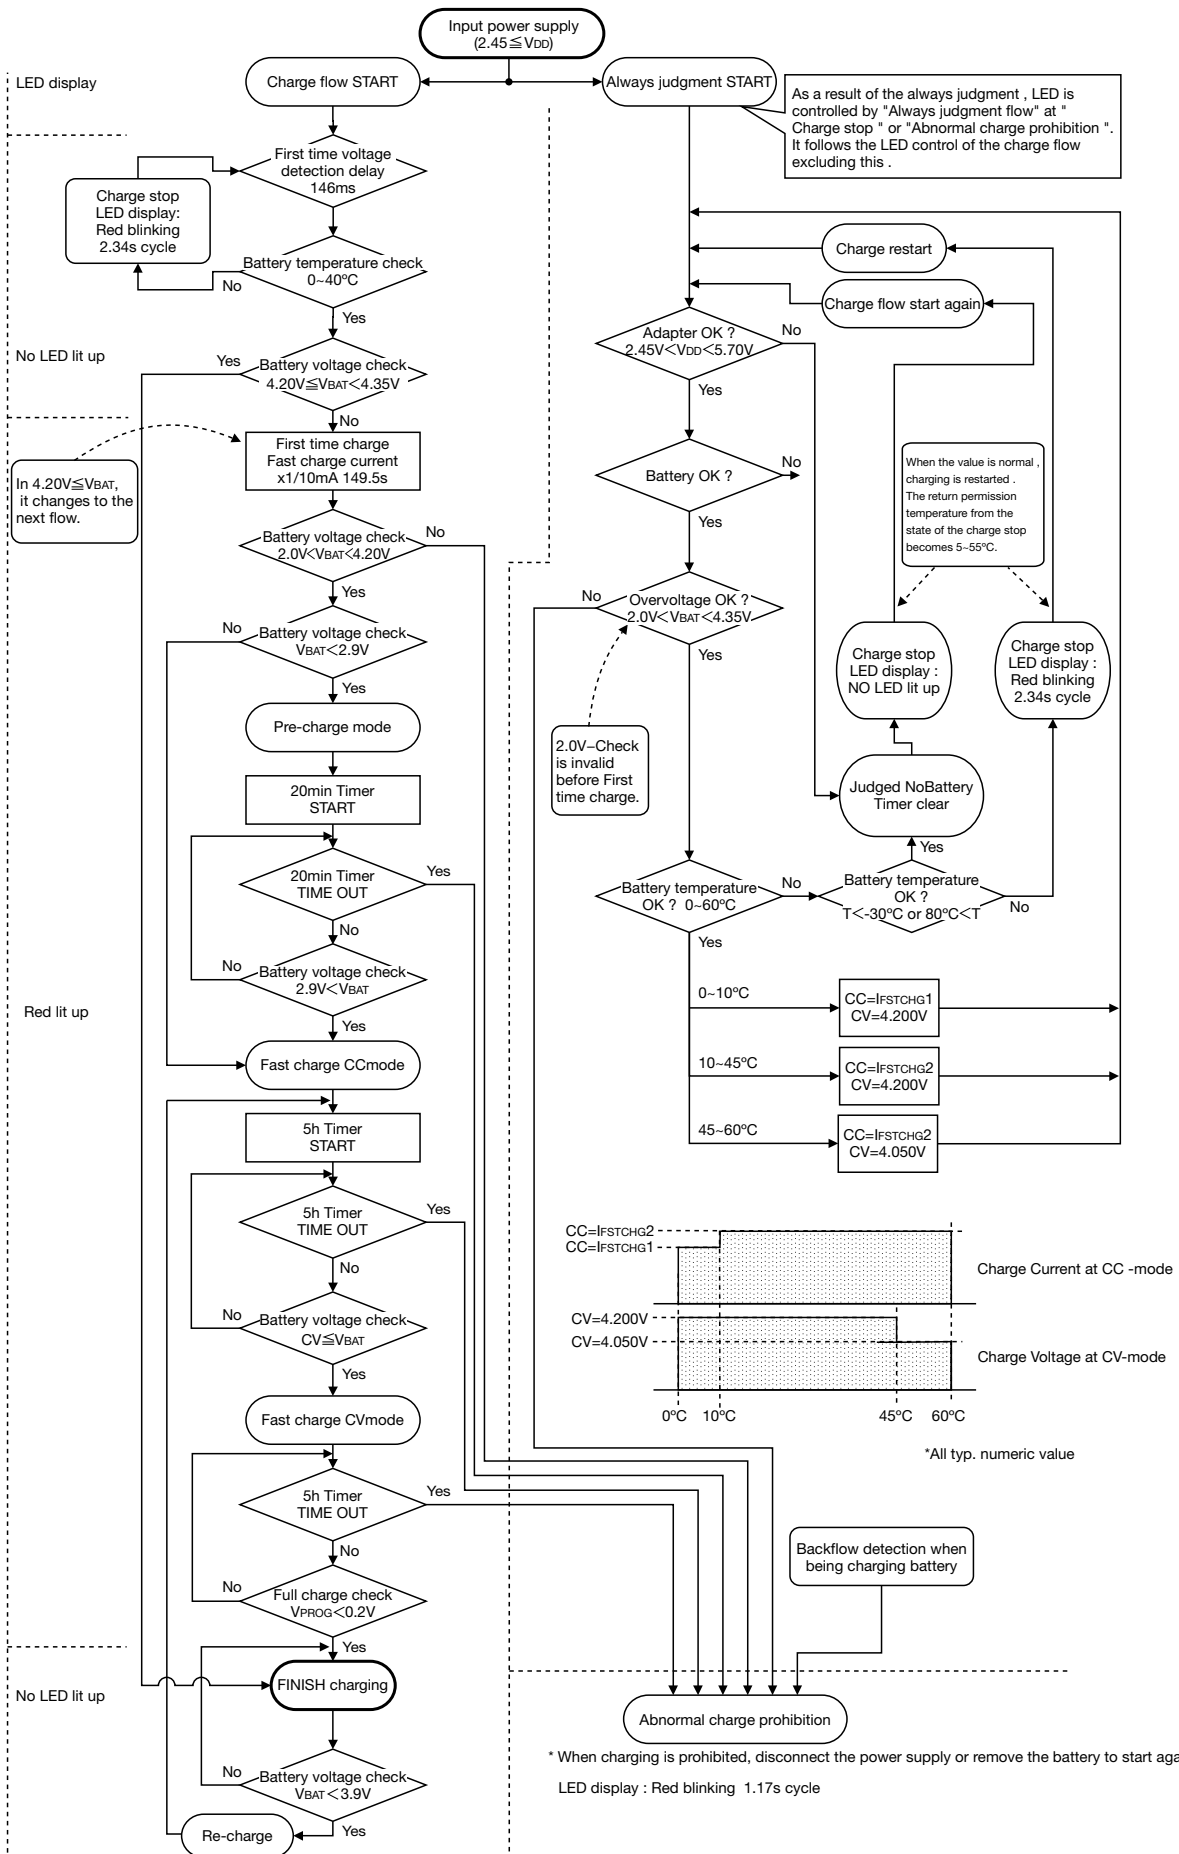 Input power supply
(2.45≦VDD)
LED display
Charge flow START
Always judgment START
As a result of the always judgment , LED is
controlled by "Always judgment flow" at "
Charge stop " or "Abnormal charge prohibition ".
It follows the LED control of the charge flow
excluding this .
First time voltage
detection delay
146ms
Charge stop
LED display:
Red blinking
2.34s cycle
Battery temperature check
0~40ºC
No
Yes
No LED lit up
Yes
Battery voltage check
4.20V≦VBAT<4.35V
No
In 4.20V≦VBAT,
it changes to the
next flow.
First time charge
Fast charge current
x1/10mA 149.5s
Battery voltage check
2.0V<VBAT<4.20V
No
Yes
No
Battery voltage check
VBAT<2.9V
Yes
Pre-charge mode
20min Timer
START
20min Timer
TIME OUT
Yes
No
No
Battery voltage check
2.9V<VBAT
Yes
Red lit up
Fast charge CCmode
5h Timer
START
5h Timer
TIME OUT
Yes
No
No
Battery voltage check
CV≦VBAT
Yes
Fast charge CVmode
5h Timer
TIME OUT
Yes
No
No
Full charge check
VPROG<0.2V
Yes
No LED lit up
FINISH charging
No
Battery voltage check
VBAT<3.9V
Yes
Re-charge
Charge restart
Charge flow start again
Adapter OK ?
2.45V<VDD<5.70V
No
Yes
Battery OK ?
No
Yes
When the value is normal ,
charging is restarted .
The return permission
temperature from the
state of the charge stop
becomes 5~55ºC.
No
Overvoltage OK ?
2.0V<VBAT<4.35V
Yes
2.0V–Check
is invalid
before First
time charge.
Charge stop
LED display :
NO LED lit up
Charge stop
LED display :
Red blinking
2.34s cycle
Judged NoBattery
Timer clear
Yes
Battery temperature
OK ? 0~60ºC
No
Battery temperature
OK ?
T<-30ºC or 80ºC<T
No
Yes
0~10ºC
CC=IFSTCHG1
CV=4.200V
10~45ºC
CC=IFSTCHG2
CV=4.200V
45~60ºC
CC=IFSTCHG2
CV=4.050V
CC=IFSTCHG2
CC=IFSTCHG1
Charge Current at CC -mode
CV=4.200V
CV=4.050V
Charge Voltage at CV-mode
0ºC 10ºC 45ºC 60ºC
*All typ. numeric value
Backflow detection when
being charging battery
Abnormal charge prohibition
* When charging is prohibited, disconnect the power supply or remove the battery to start aga
LED display : Red blinking 1.17s cycle